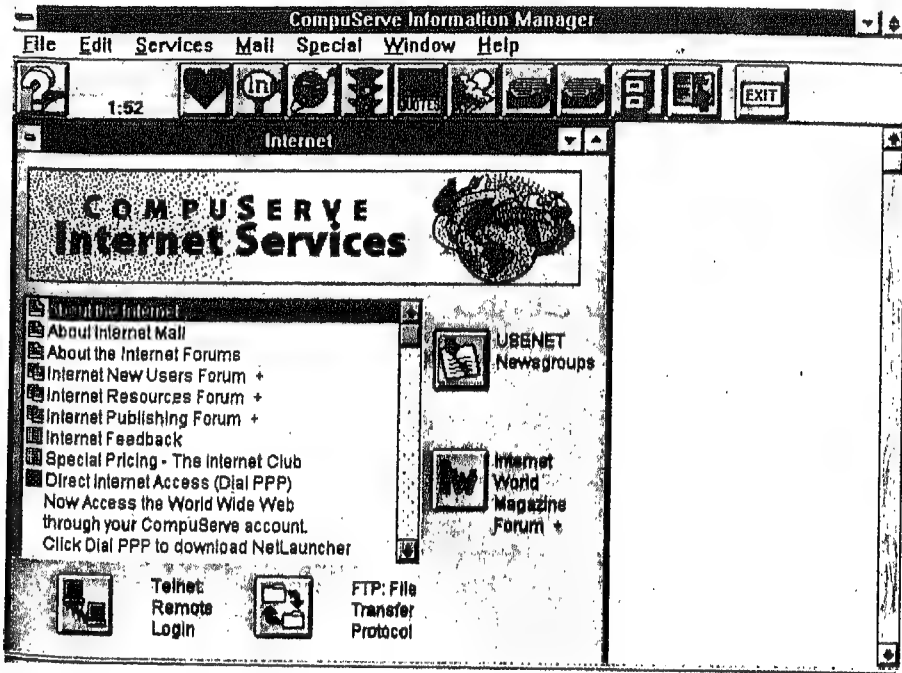 CompuServe Information Manager
File Edit Services Mail Special Window Help
1:52
In
QUOTES
EXIT
Internet
COMPUSERVE
Internet Services
About the Internet
About Internet Mail
About the Internet Forums
Internet New Users Forum +
Internet Resources Forum +
Internet Publishing Forum +
Internet Feedback
Special Pricing - The Internet Club
Direct Internet Access (Dial PPP)
Now Access the World Wide Web
through your CompuServe account.
Click Dial PPP to download NetLauncher
USENET
Newsgroups
Iw
Internet
World
Magazine
Forum +
Telnet:
Remote
Login
FTP: File
Transfer
Protocol